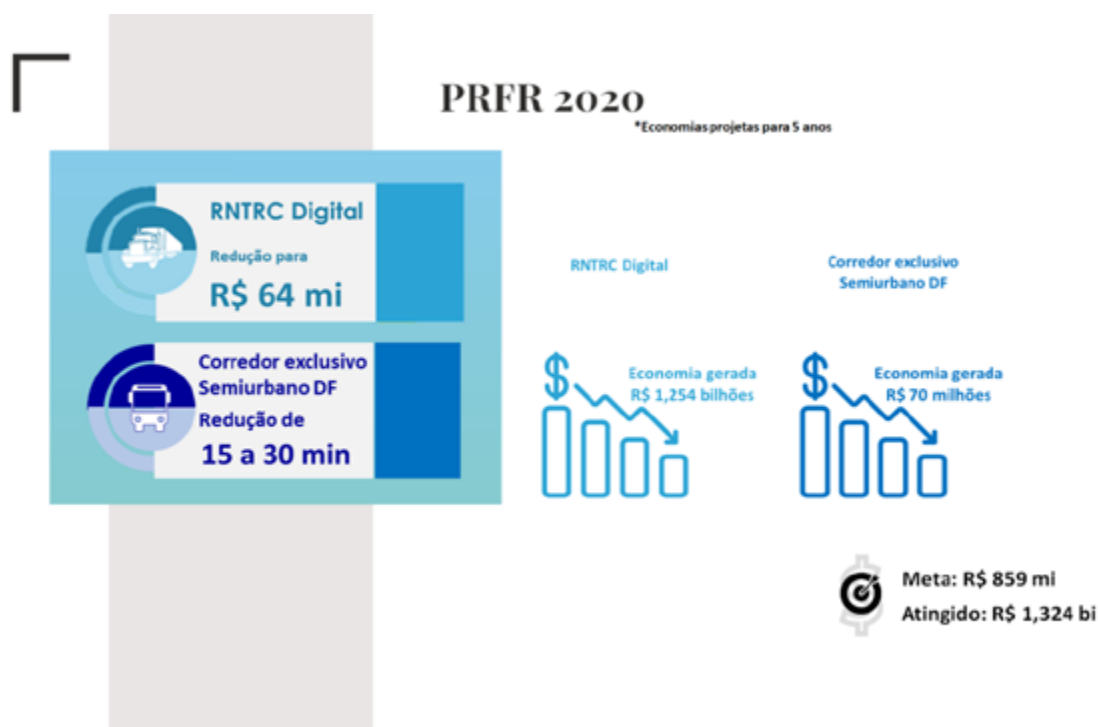 PRFR 2020
*Economias projetas para 5 anos
RNTRC Digital
Redução para
R$ 64 mi
Corredor exclusivo
Semiurbano DF
Redução de
15 a 30 min
RNTRC Digital
Economia gerada
R$ 1,254 bilhões
Corredor exclusivo
Semiurbano DF
Economia gerada
R$ 70 milhões
Meta: R$ 859 mi
Atingido: R$ 1,324 bi